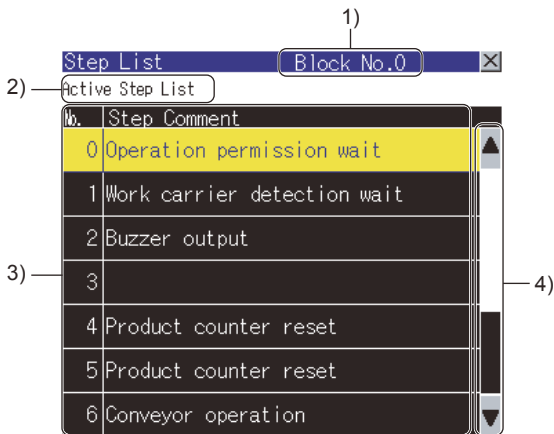 1)
Step List Block No.0
2)
Active Step List
No. Step Comment
0 Operation permission wait
1 Work carrier detection wait
2 Buzzer output
3) 3
4)
4 Product counter reset
5 Product counter reset
6 Conveyor operation